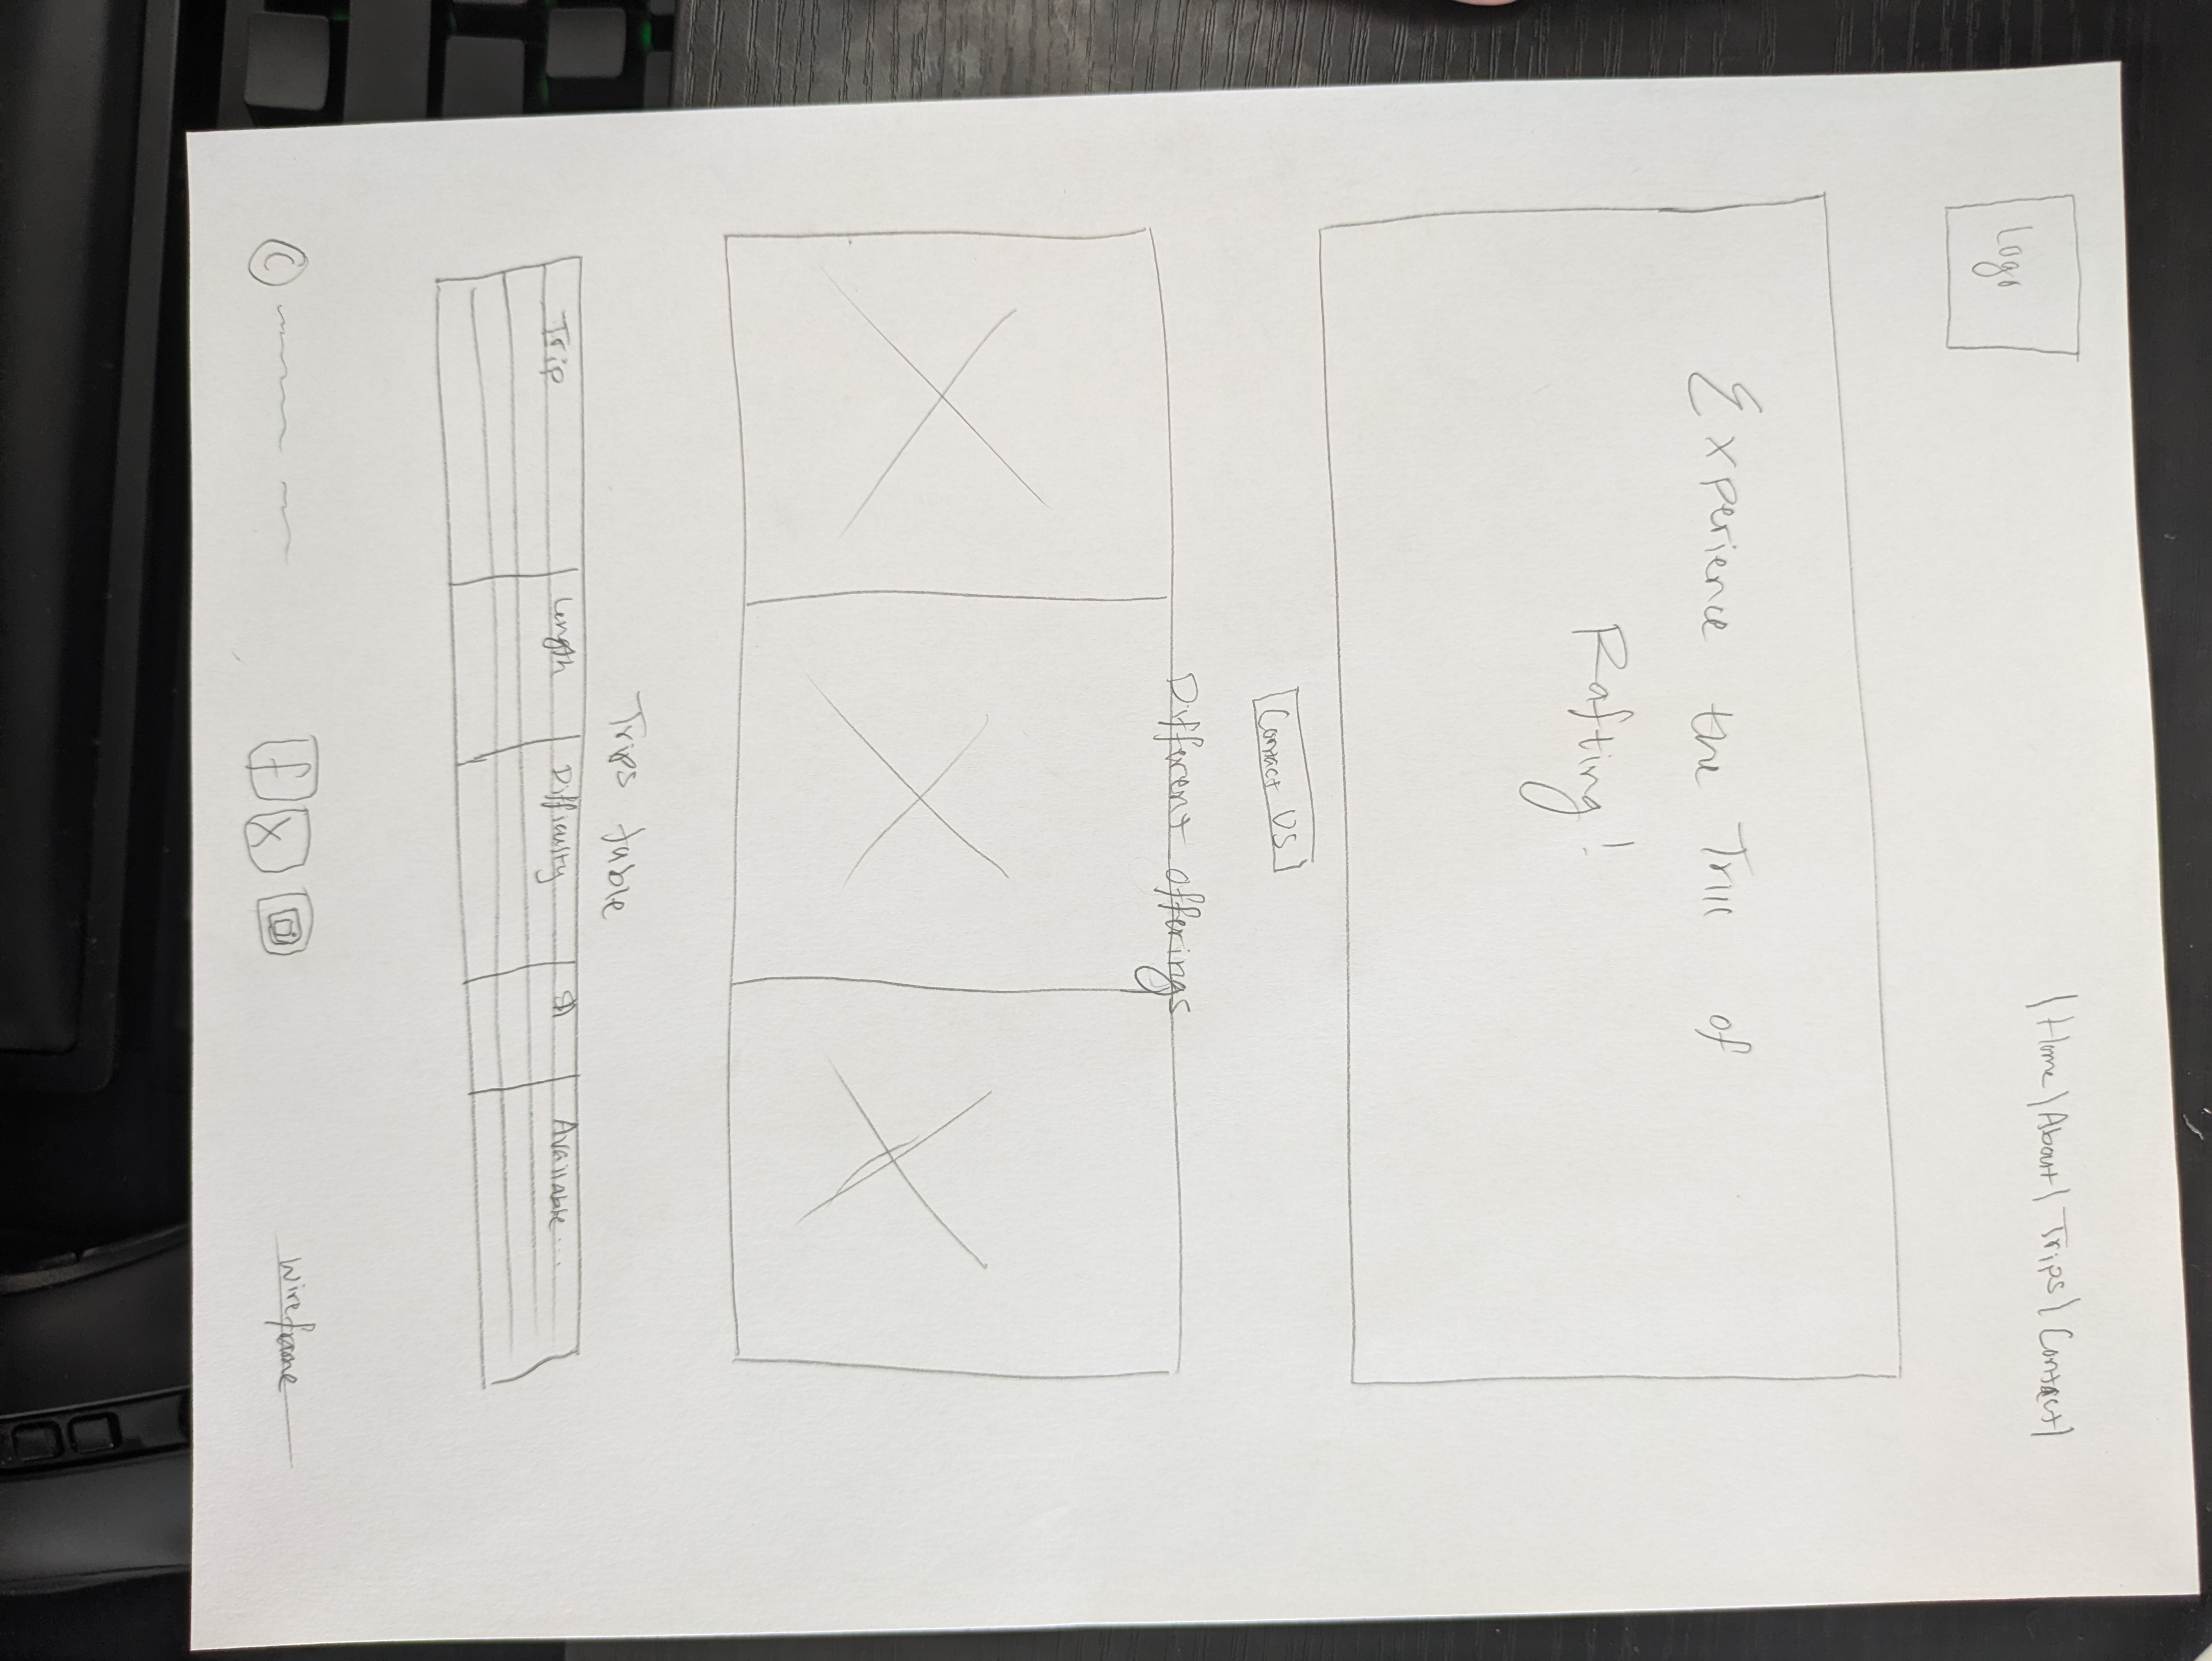 Logo
| Home | About | Trips | Contact |
Experience the Trill of
Rafting!
Contact US
Different offerings
Trips table
Trip Length Difficulty Available....
©
f X
Wireframe